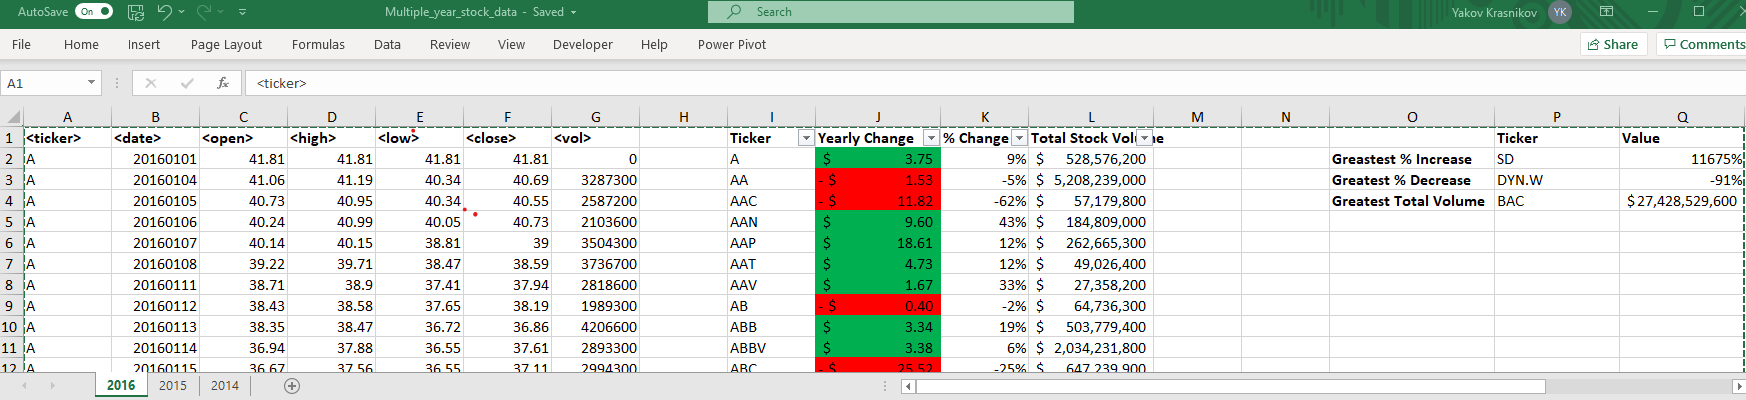 AutoSave On Multiple_year_stock_data - Saved Search Yakov Krasnikov YK
File Home Insert Page Layout Formulas Data Review View Developer Help Power Pivot Share Comments
A1 fx <ticker>
A B C D E F G H I J K L M N O P Q
1 <ticker> <date> <open> <high> <low> <close> <vol> Ticker Yearly Change % Change Total Stock Volume Ticker Value
2 A 20160101 41.81 41.81 41.81 41.81 0 A $ 3.75 9% $ 528,576,200 Greastest % Increase SD 11675%
3 A 20160104 41.06 41.19 40.34 40.69 3287300 AA -$ 1.53 -5% $ 5,208,239,000 Greatest % Decrease DYN.W -91%
4 A 20160105 40.73 40.95 40.34 40.55 2587200 AAC -$ 11.82 -62% $ 57,179,800 Greatest Total Volume BAC $27,428,529,600
5 A 20160106 40.24 40.99 40.05 40.73 2103600 AAN $ 9.60 43% $ 184,809,000
6 A 20160107 40.14 40.15 38.81 39 3504300 AAP $ 18.61 12% $ 262,665,300
7 A 20160108 39.22 39.71 38.47 38.59 3736700 AAT $ 4.73 12% $ 49,026,400
8 A 20160111 38.71 38.9 37.41 37.94 2818600 AAV $ 1.67 33% $ 27,358,200
9 A 20160112 38.43 38.58 37.65 38.19 1989300 AB -$ 0.40 -2% $ 64,736,300
10 A 20160113 38.35 38.47 36.72 36.86 4206600 ABB $ 3.34 19% $ 503,779,400
11 A 20160114 36.94 37.88 36.55 37.61 2893300 ABBV $ 3.38 6% $ 2,034,231,800
12 A 20160115 36.67 37.56 36.55 37.11 2994300 ABC -$ 25.52 -25% $ 647,239,900
2016 2015 2014